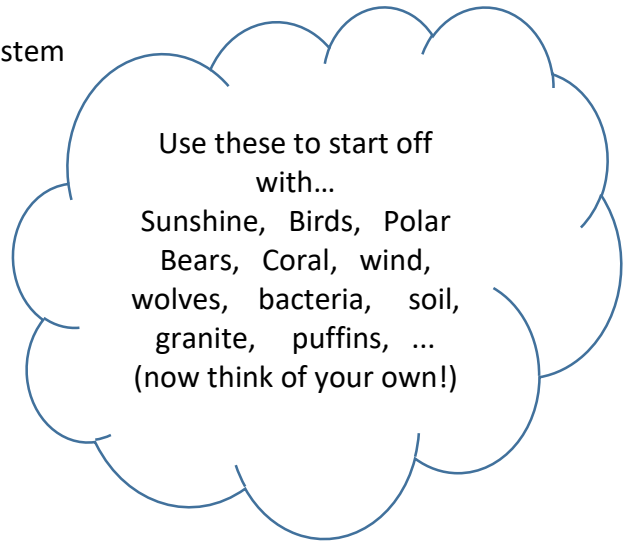 stem
Use these to start off
with…
Sunshine, Birds, Polar
Bears, Coral, wind,
wolves, bacteria, soil,
granite, puffins, ...
(now think of your own!)